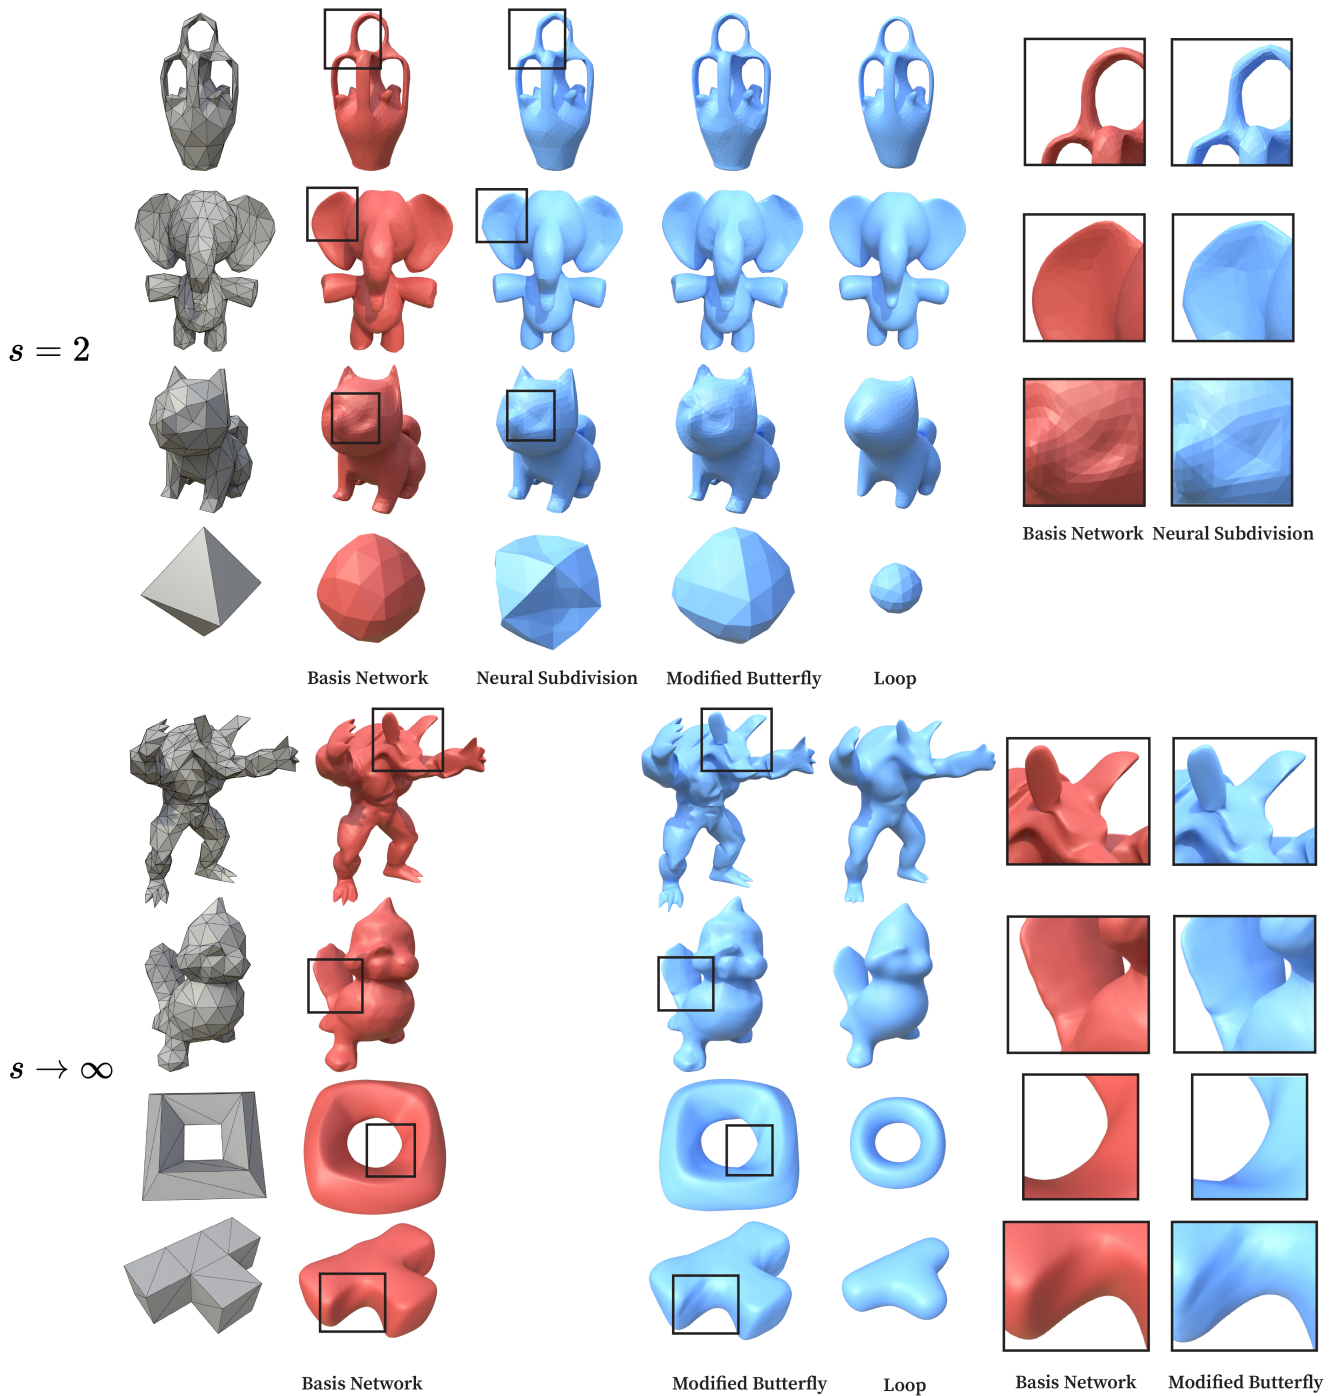 s = 2
Basis Network Neural Subdivision
Basis Network Neural Subdivision Modified Butterfly Loop
s → ∞
Basis Network Modified Butterfly Loop Basis Network Modified Butterfly